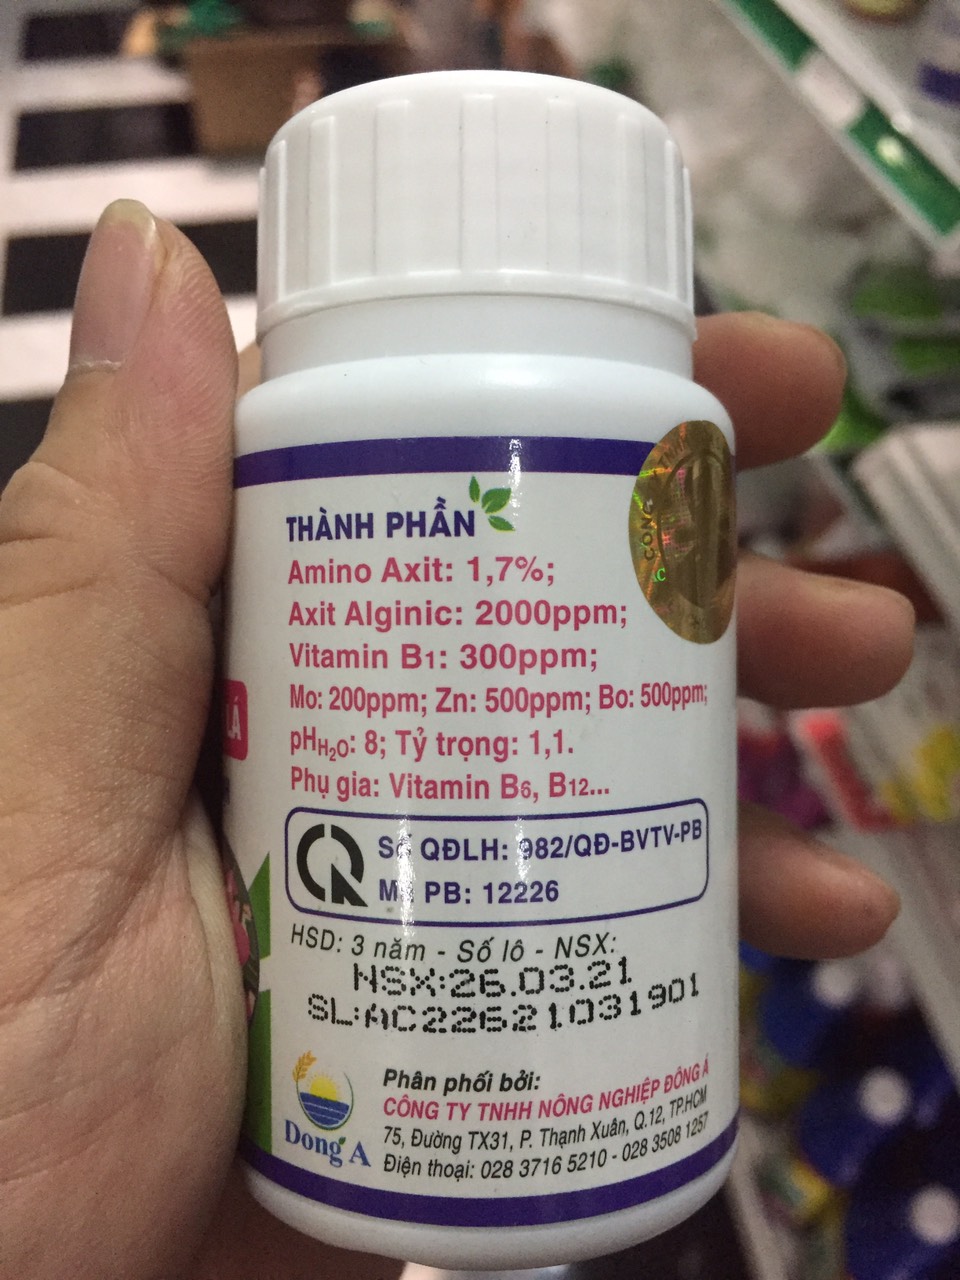 THÀNH PHẦN
Amino Axit: 1,7%;
Axit Alginic: 2000ppm;
Vitamin B1: 300ppm;
Mo: 200ppm; Zn: 500ppm; Bo: 500ppm;
pHH₂O: 8; Tỷ trọng: 1,1.
Phụ gia: Vitamin B6, B12...
Số QĐLH: 982/QĐ-BVTV-PB
Mã PB: 12226
HSD: 3 năm - Số lô - NSX:
NSX:26.03.21
SL:AC22621031901
Phân phối bởi:
CÔNG TY TNHH NÔNG NGHIỆP ĐÔNG Á
75, Đường TX31, P. Thạnh Xuân, Q.12, TP.HCM
Điện thoại: 028 3716 5210 - 028 3508 1257
Dong A
LÁ
CÔNG